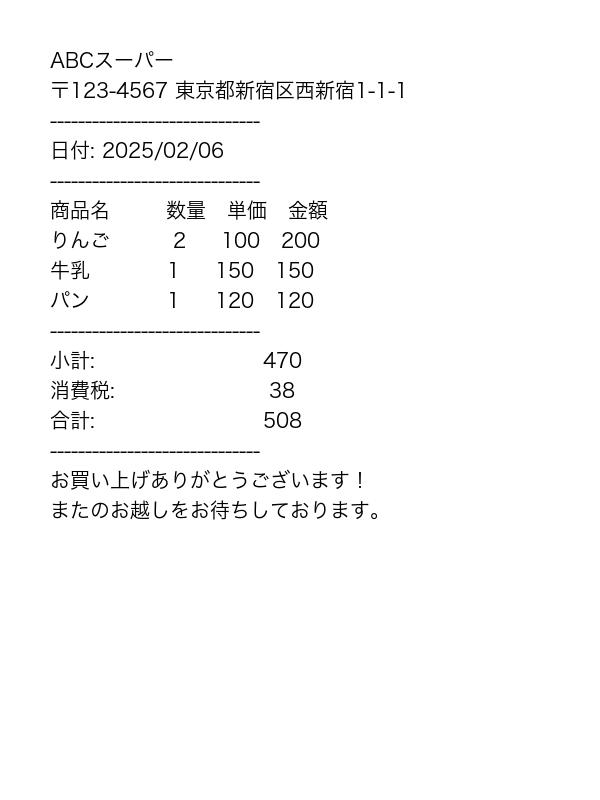 ABCスーパー
〒123-4567 東京都新宿区西新宿1-1-1
------------------------------
日付: 2025/02/06
------------------------------
商品名 数量 単価 金額
りんご 2 100 200
牛乳 1 150 150
パン 1 120 120
------------------------------
小計: 470
消費税: 38
合計: 508
------------------------------
お買い上げありがとうございます！
またのお越しをお待ちしております。